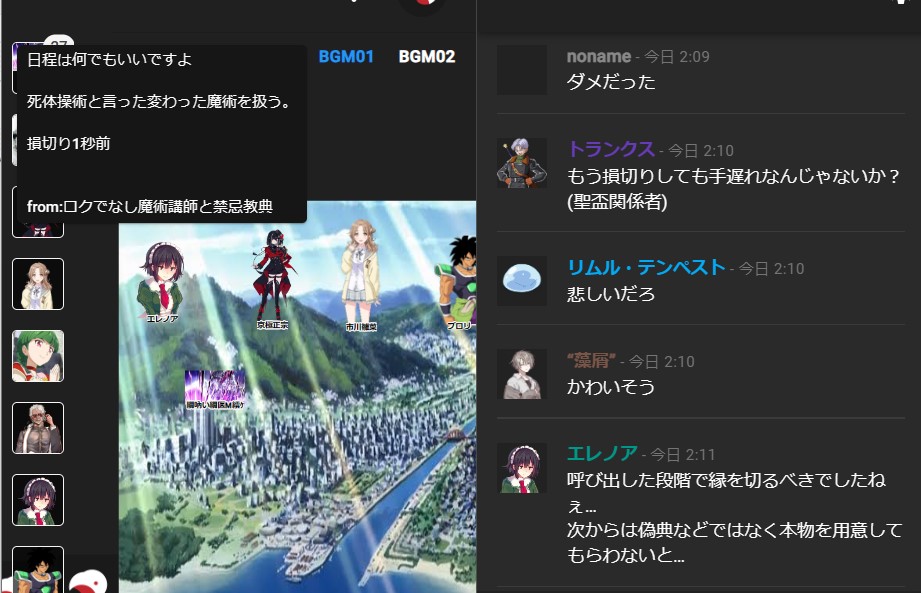 日程は何でもいいですよ
死体操術と言った変わった魔術を扱う。
損切り1秒前
from:ロクでなし魔術講師と禁忌教典
BGM01
BGM02
エレノア
京極正宗
市川雛菜
ブロリ
noname - 今日 2:09
ダメだった
トランクス - 今日 2:10
もう損切りしても手遅れなんじゃないか？
(聖盃関係者)
リムル・テンペスト - 今日 2:10
悲しいだろ
“藻屑” - 今日 2:10
かわいそう
エレノア - 今日 2:11
呼び出した段階で縁を切るべきでしたね
ぇ...
次からは偽典などではなく本物を用意して
もらわないと...